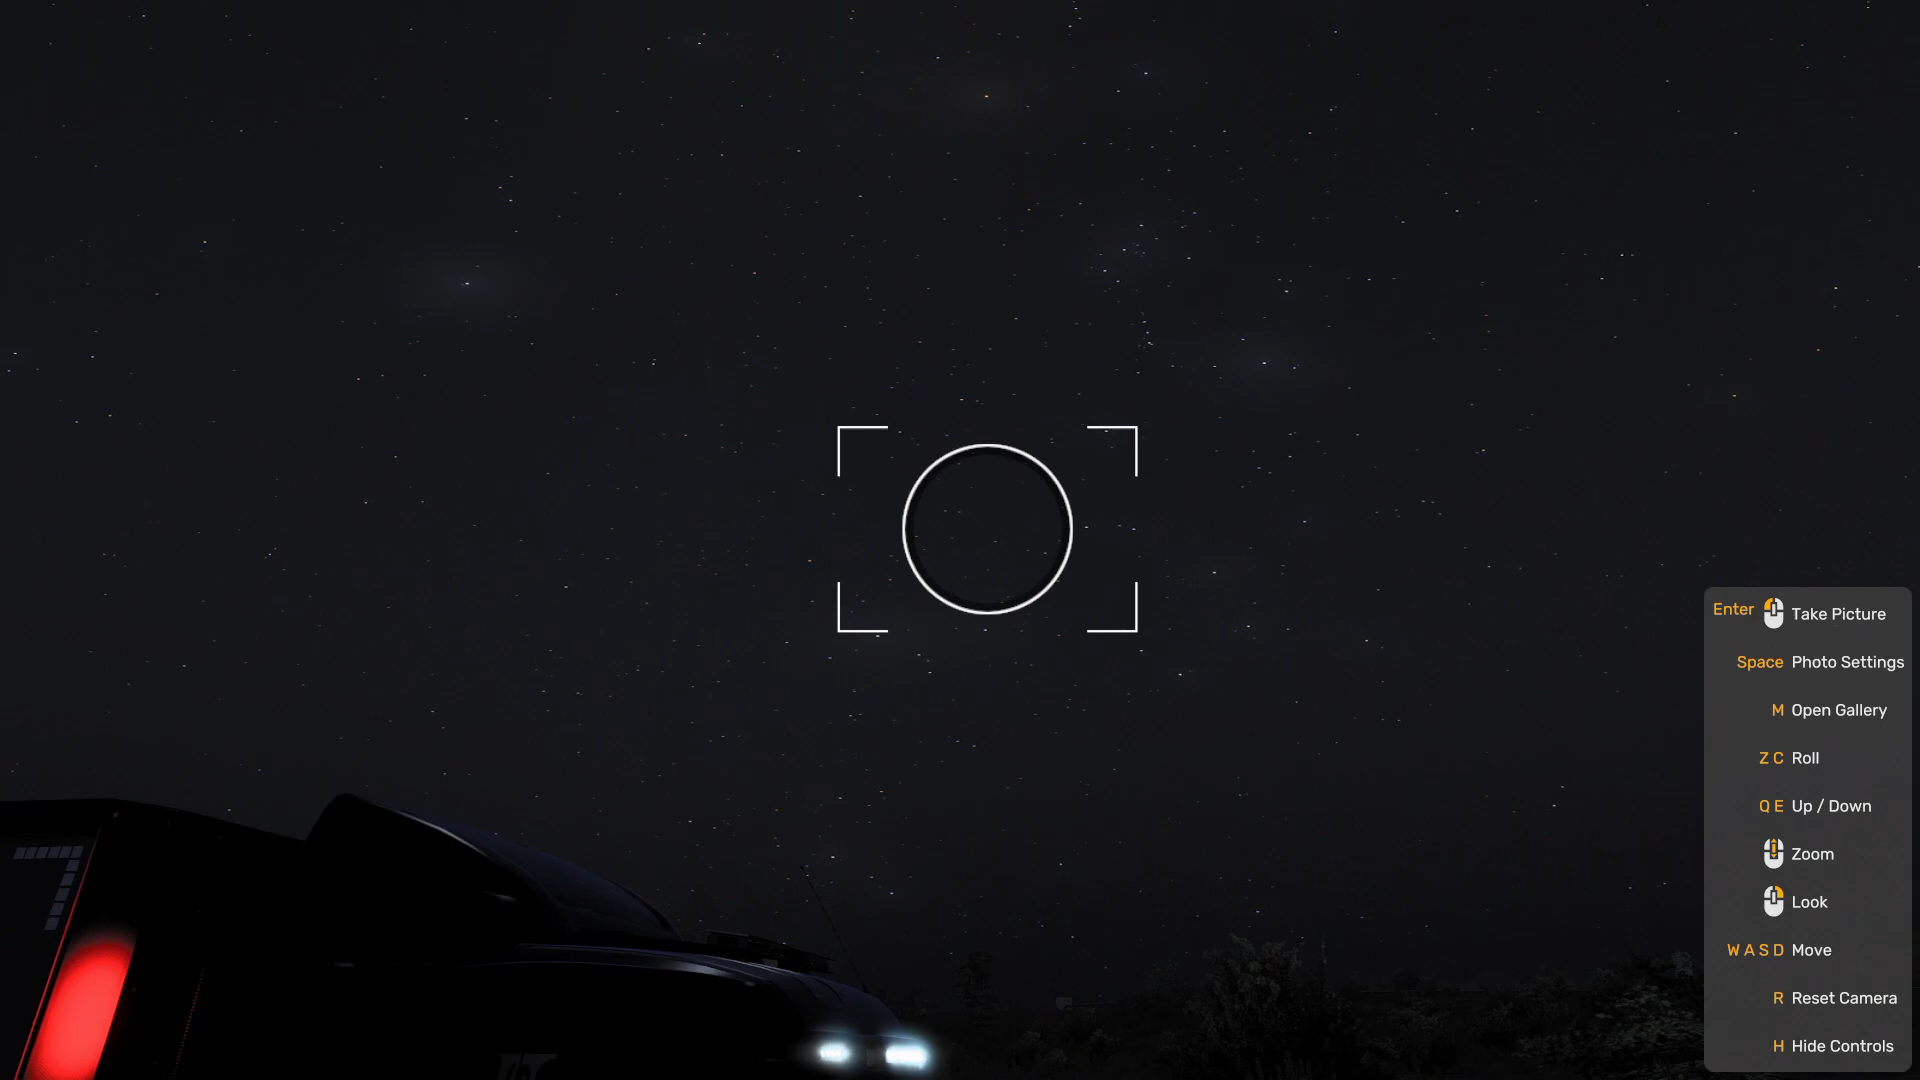 Enter Take Picture
Space Photo Settings
M Open Gallery
Z C Roll
Q E Up / Down
Zoom
Look
W A S D Move
R Reset Camera
H Hide Controls